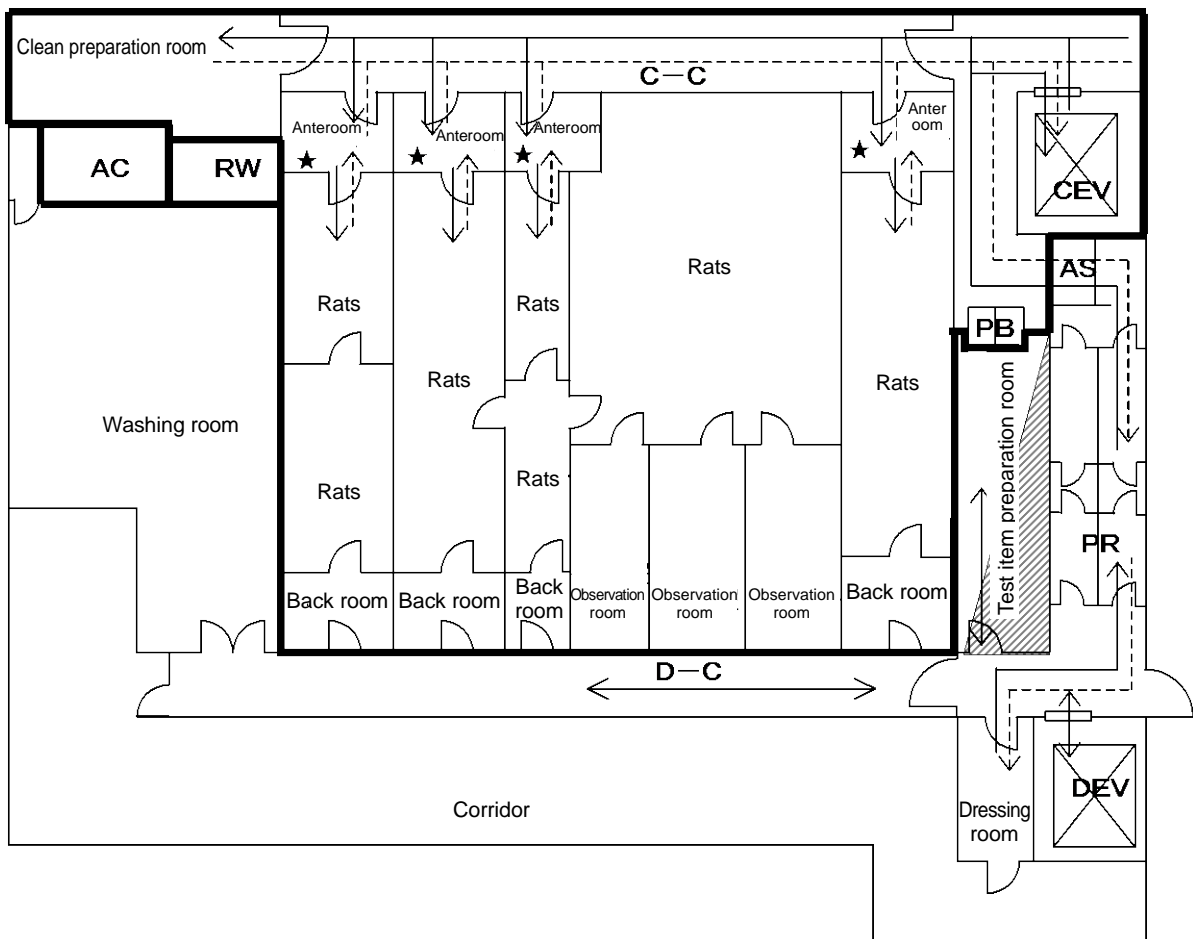 Clean preparation room
C－C
Anteroom
Anteroom
Anteroom
Anter
oom
AC
RW
★
★
★
★
CEV
Rats
AS
Rats
Rats
PB
Rats
Rats
Washing room
Rats
Rats
Test item preparation room
PR
Back room
Back room
Back
room
Observation
room
Observation
room
Observation
room
Back room
D－C
DEV
Corridor
Dressing
room